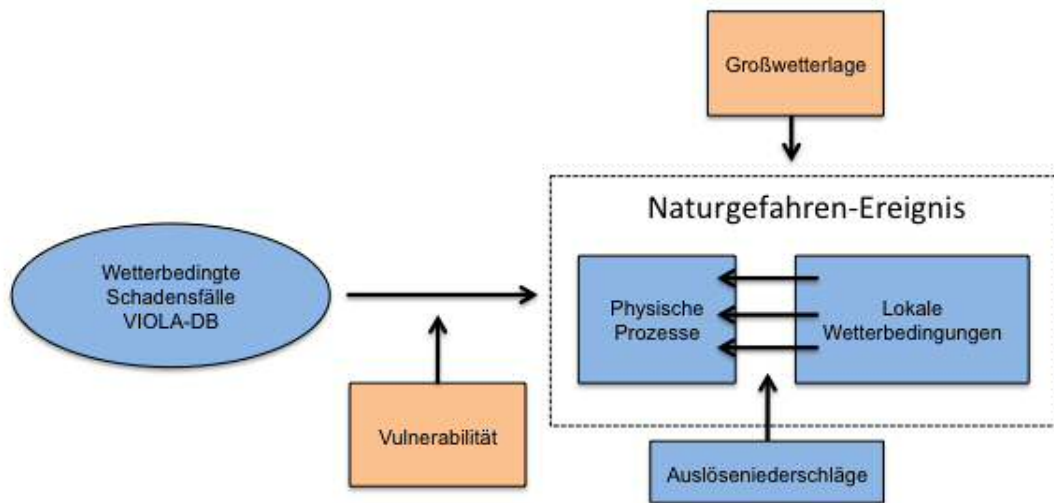 Großwetterlage
Naturgefahren-Ereignis
Wetterbedingte
Schadensfälle
VIOLA-DB
Physische
Prozesse
Lokale
Wetterbedingungen
Vulnerabilität
Auslöseniederschläge